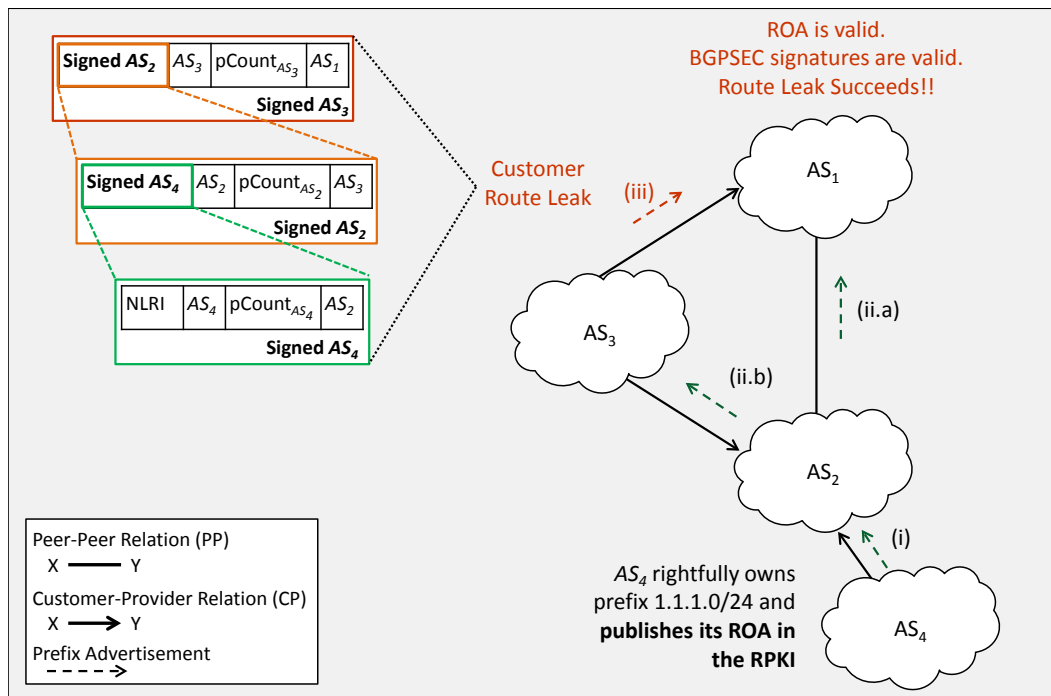 Signed AS₂ AS₃ pCount_AS₃ AS₁
Signed AS₃
Signed AS₄ AS₂ pCount_AS₂ AS₃
Signed AS₂
NLRI AS₄ pCount_AS₄ AS₂
Signed AS₄
Customer
Route Leak
ROA is valid.
BGPSEC signatures are valid.
Route Leak Succeeds!!
AS₁
(iii)
(ii.a)
AS₃
(ii.b)
AS₂
(i)
AS₄
AS₄ rightfully owns
prefix 1.1.1.0/24 and
publishes its ROA in
the RPKI
Peer-Peer Relation (PP)
X Y
Customer-Provider Relation (CP)
X Y
Prefix Advertisement